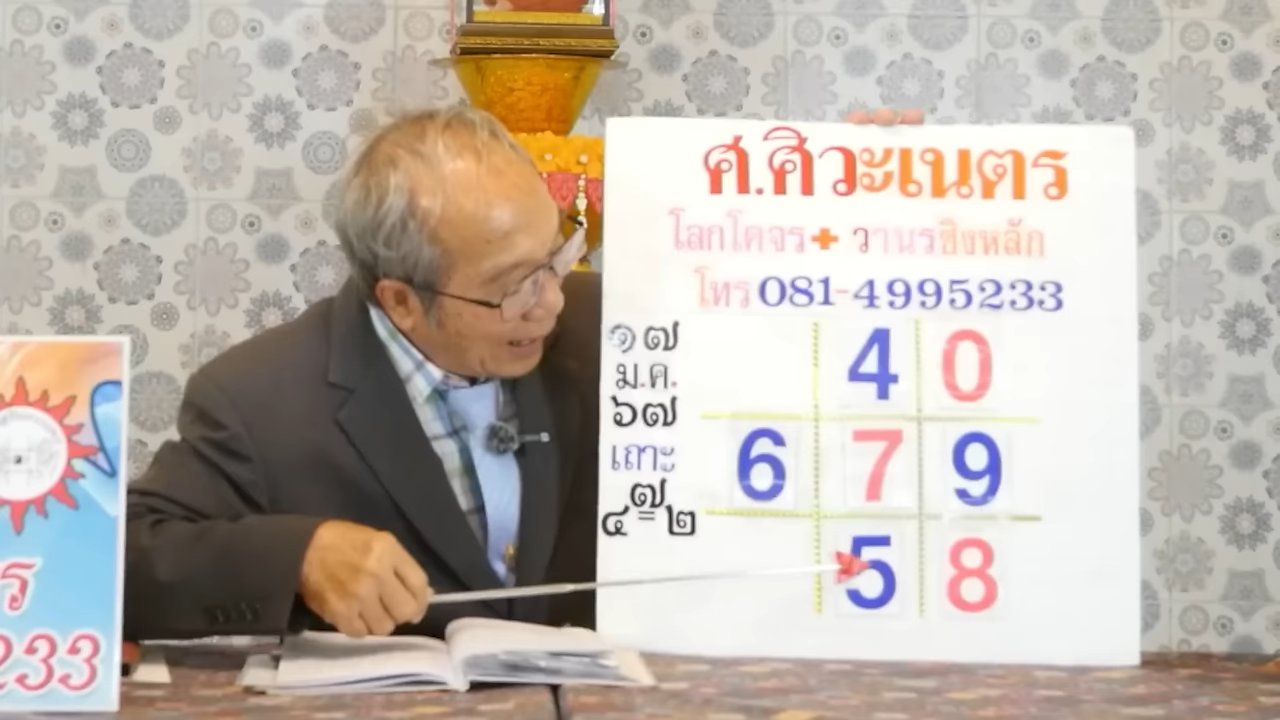 ศ.ศิวะเนตร
โลกโคจร+ วานรชิงหลัก
โทร 081-4995233
๑๗
ม.ค.
๖๗
เถาะ
๗
๔ = ๒
4 0
6 7 9
5 8
ร
233